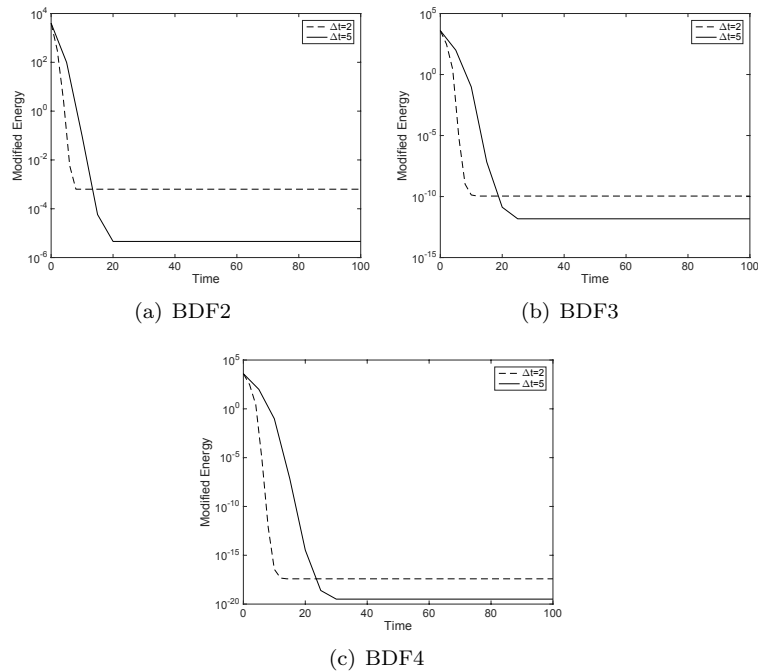 10^4
10^2
10^0
10^-2
10^-4
10^-6
Modified Energy
0 20 40 60 80 100
Time
Δt=2
Δt=5
(a) BDF2
10^5
10^0
10^-5
10^-10
10^-15
Modified Energy
0 20 40 60 80 100
Time
Δt=2
Δt=5
(b) BDF3
10^5
10^0
10^-5
10^-10
10^-15
10^-20
Modified Energy
0 20 40 60 80 100
Time
Δt=2
Δt=5
(c) BDF4